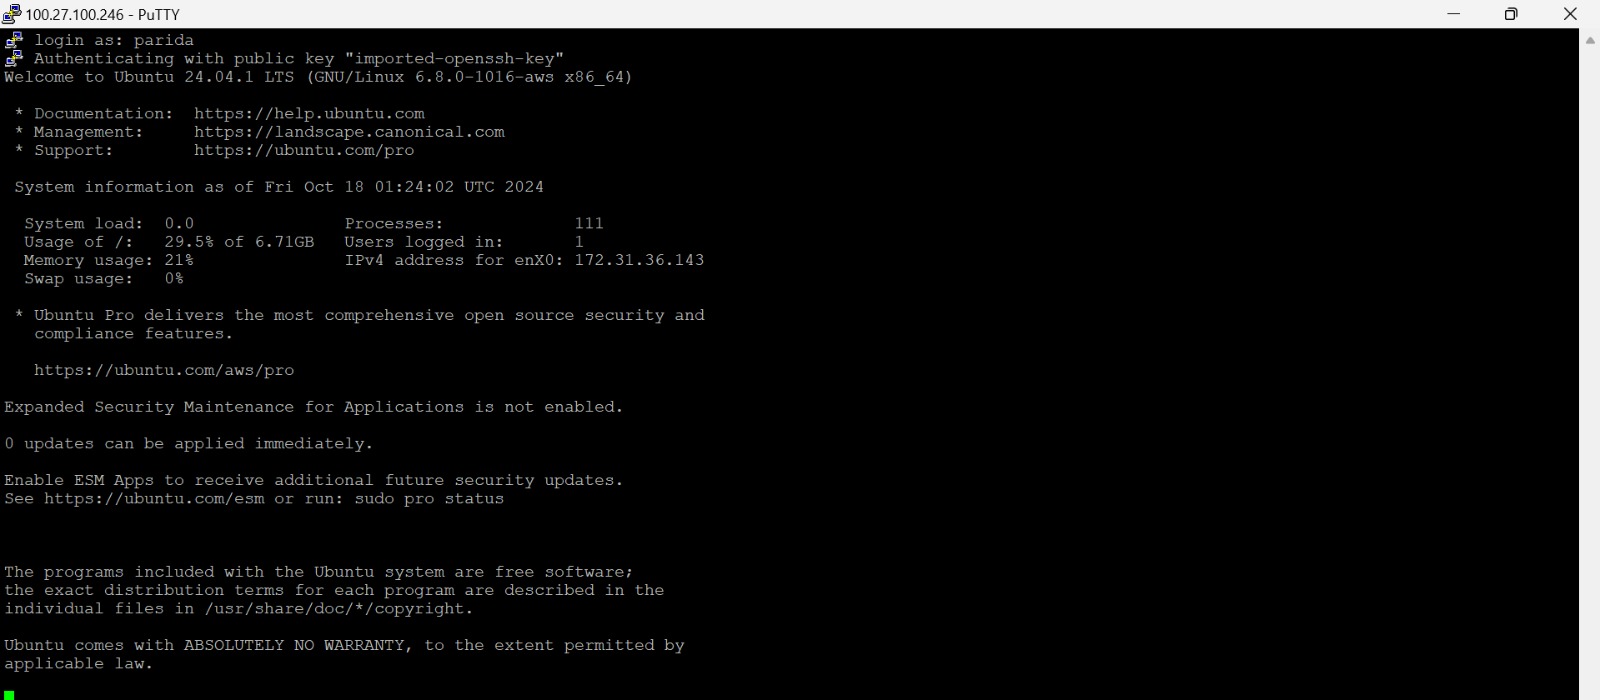 100.27.100.246 - PuTTY
login as: parida
Authenticating with public key "imported-openssh-key"
Welcome to Ubuntu 24.04.1 LTS (GNU/Linux 6.8.0-1016-aws x86_64)
* Documentation:  https://help.ubuntu.com
* Management:     https://landscape.canonical.com
* Support:        https://ubuntu.com/pro
System information as of Fri Oct 18 01:24:02 UTC 2024
System load:  0.0               Processes:             111
Usage of /:   29.5% of 6.71GB   Users logged in:       1
Memory usage: 21%               IPv4 address for enX0: 172.31.36.143
Swap usage:   0%
* Ubuntu Pro delivers the most comprehensive open source security and
compliance features.
https://ubuntu.com/aws/pro
Expanded Security Maintenance for Applications is not enabled.
0 updates can be applied immediately.
Enable ESM Apps to receive additional future security updates.
See https://ubuntu.com/esm or run: sudo pro status
The programs included with the Ubuntu system are free software;
the exact distribution terms for each program are described in the
individual files in /usr/share/doc/*/copyright.
Ubuntu comes with ABSOLUTELY NO WARRANTY, to the extent permitted by
applicable law.